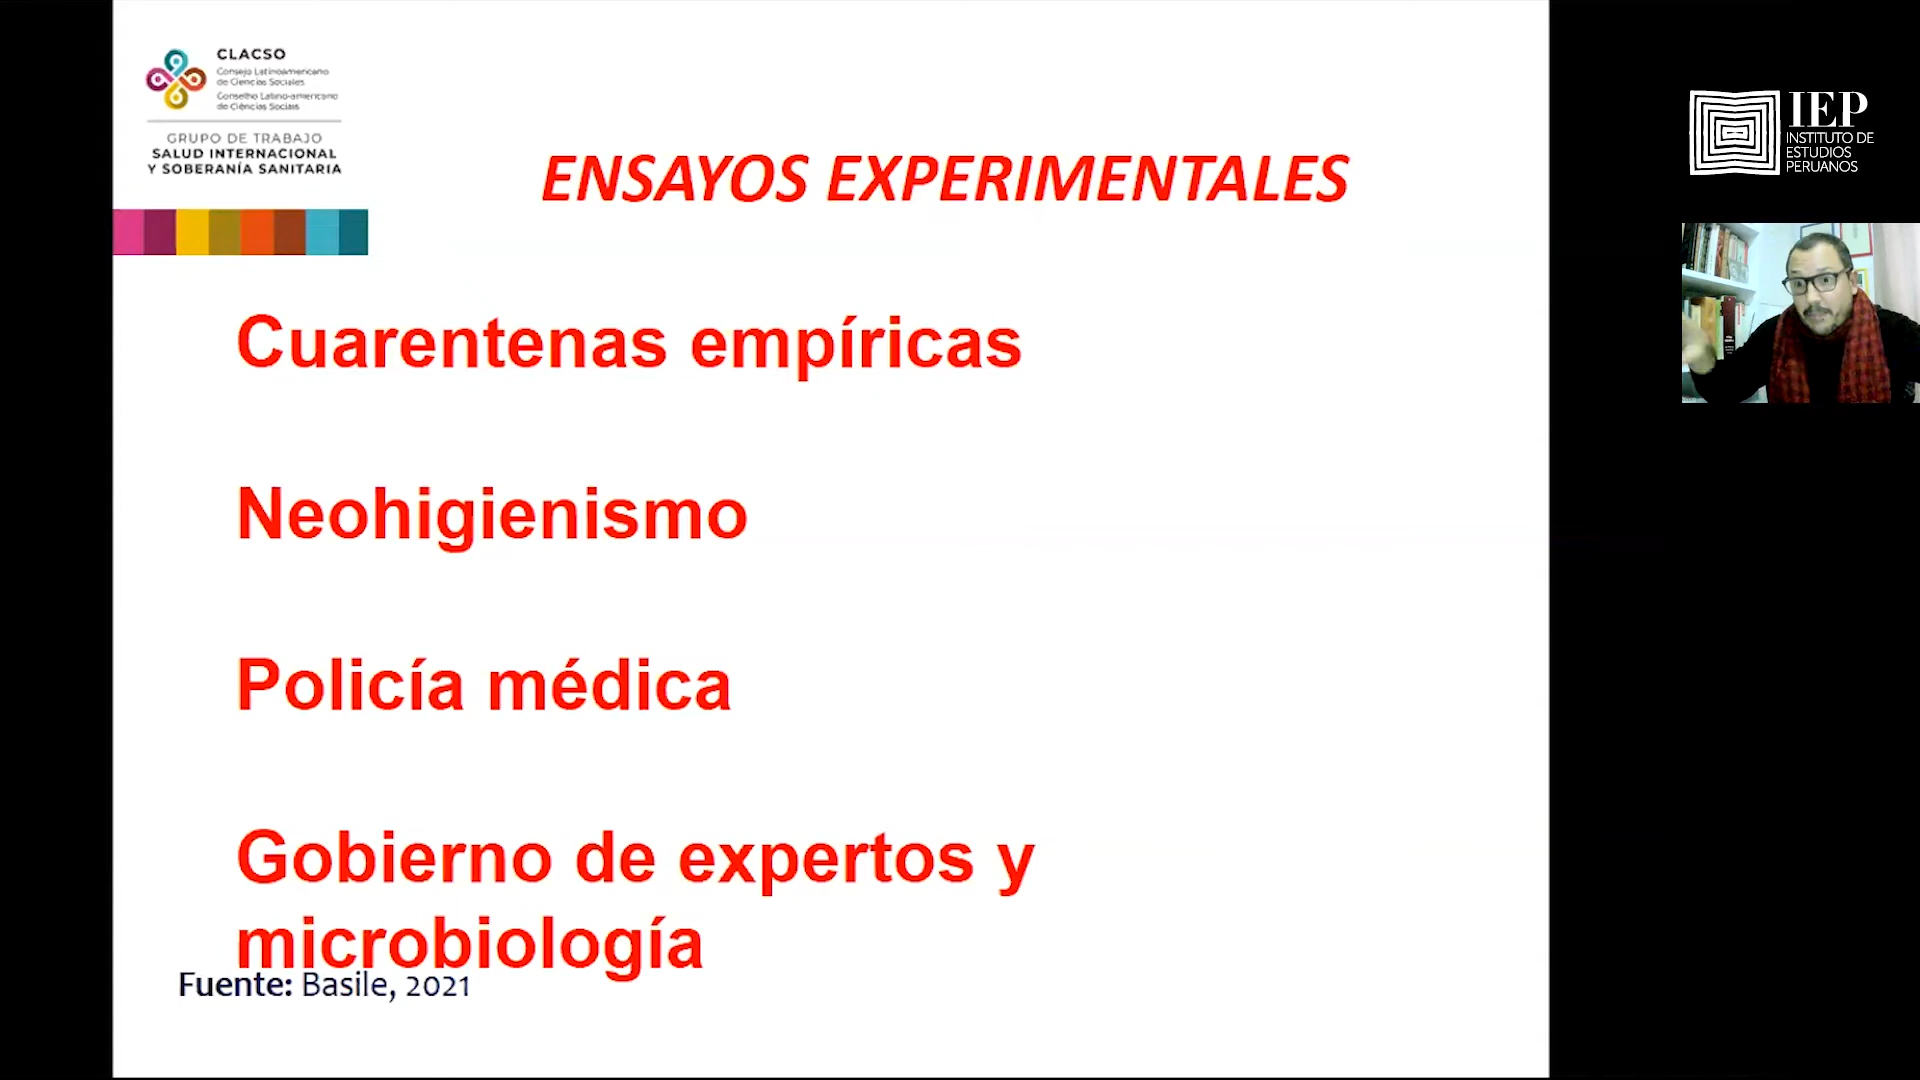 CLACSO
Consejo Latinoamericano
de Ciencias Sociales
Conselho Latino-americano
de Ciências Sociais
GRUPO DE TRABAJO
SALUD INTERNACIONAL
Y SOBERANÍA SANITARIA
ENSAYOS EXPERIMENTALES
Cuarentenas empíricas
Neohigienismo
Policía médica
Gobierno de expertos y
microbiología
Fuente: Basile, 2021
IEP
INSTITUTO DE
ESTUDIOS
PERUANOS